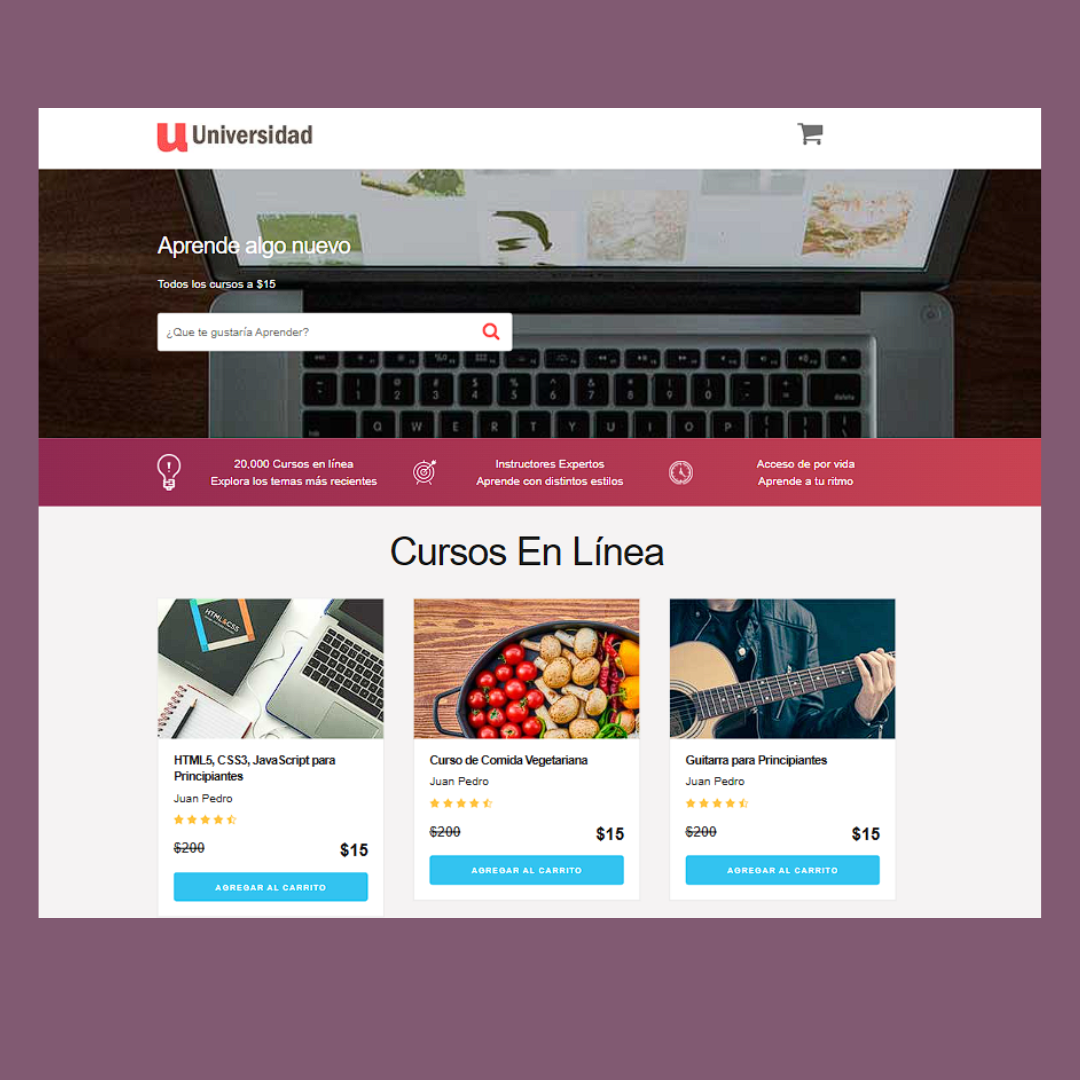 u Universidad
Aprende algo nuevo
Todos los cursos a $15
¿Que te gustaría Aprender?
delete
Q W E R T Y U I O P
20,000 Cursos en línea
Explora los temas más recientes
Instructores Expertos
Aprende con distintos estilos
Acceso de por vida
Aprende a tu ritmo
Cursos En Línea
HTML&CSS
HTML5, CSS3, JavaScript para
Principiantes
Juan Pedro
$200 $15
AGREGAR AL CARRITO
Curso de Comida Vegetariana
Juan Pedro
$200 $15
AGREGAR AL CARRITO
Guitarra para Principiantes
Juan Pedro
$200 $15
AGREGAR AL CARRITO